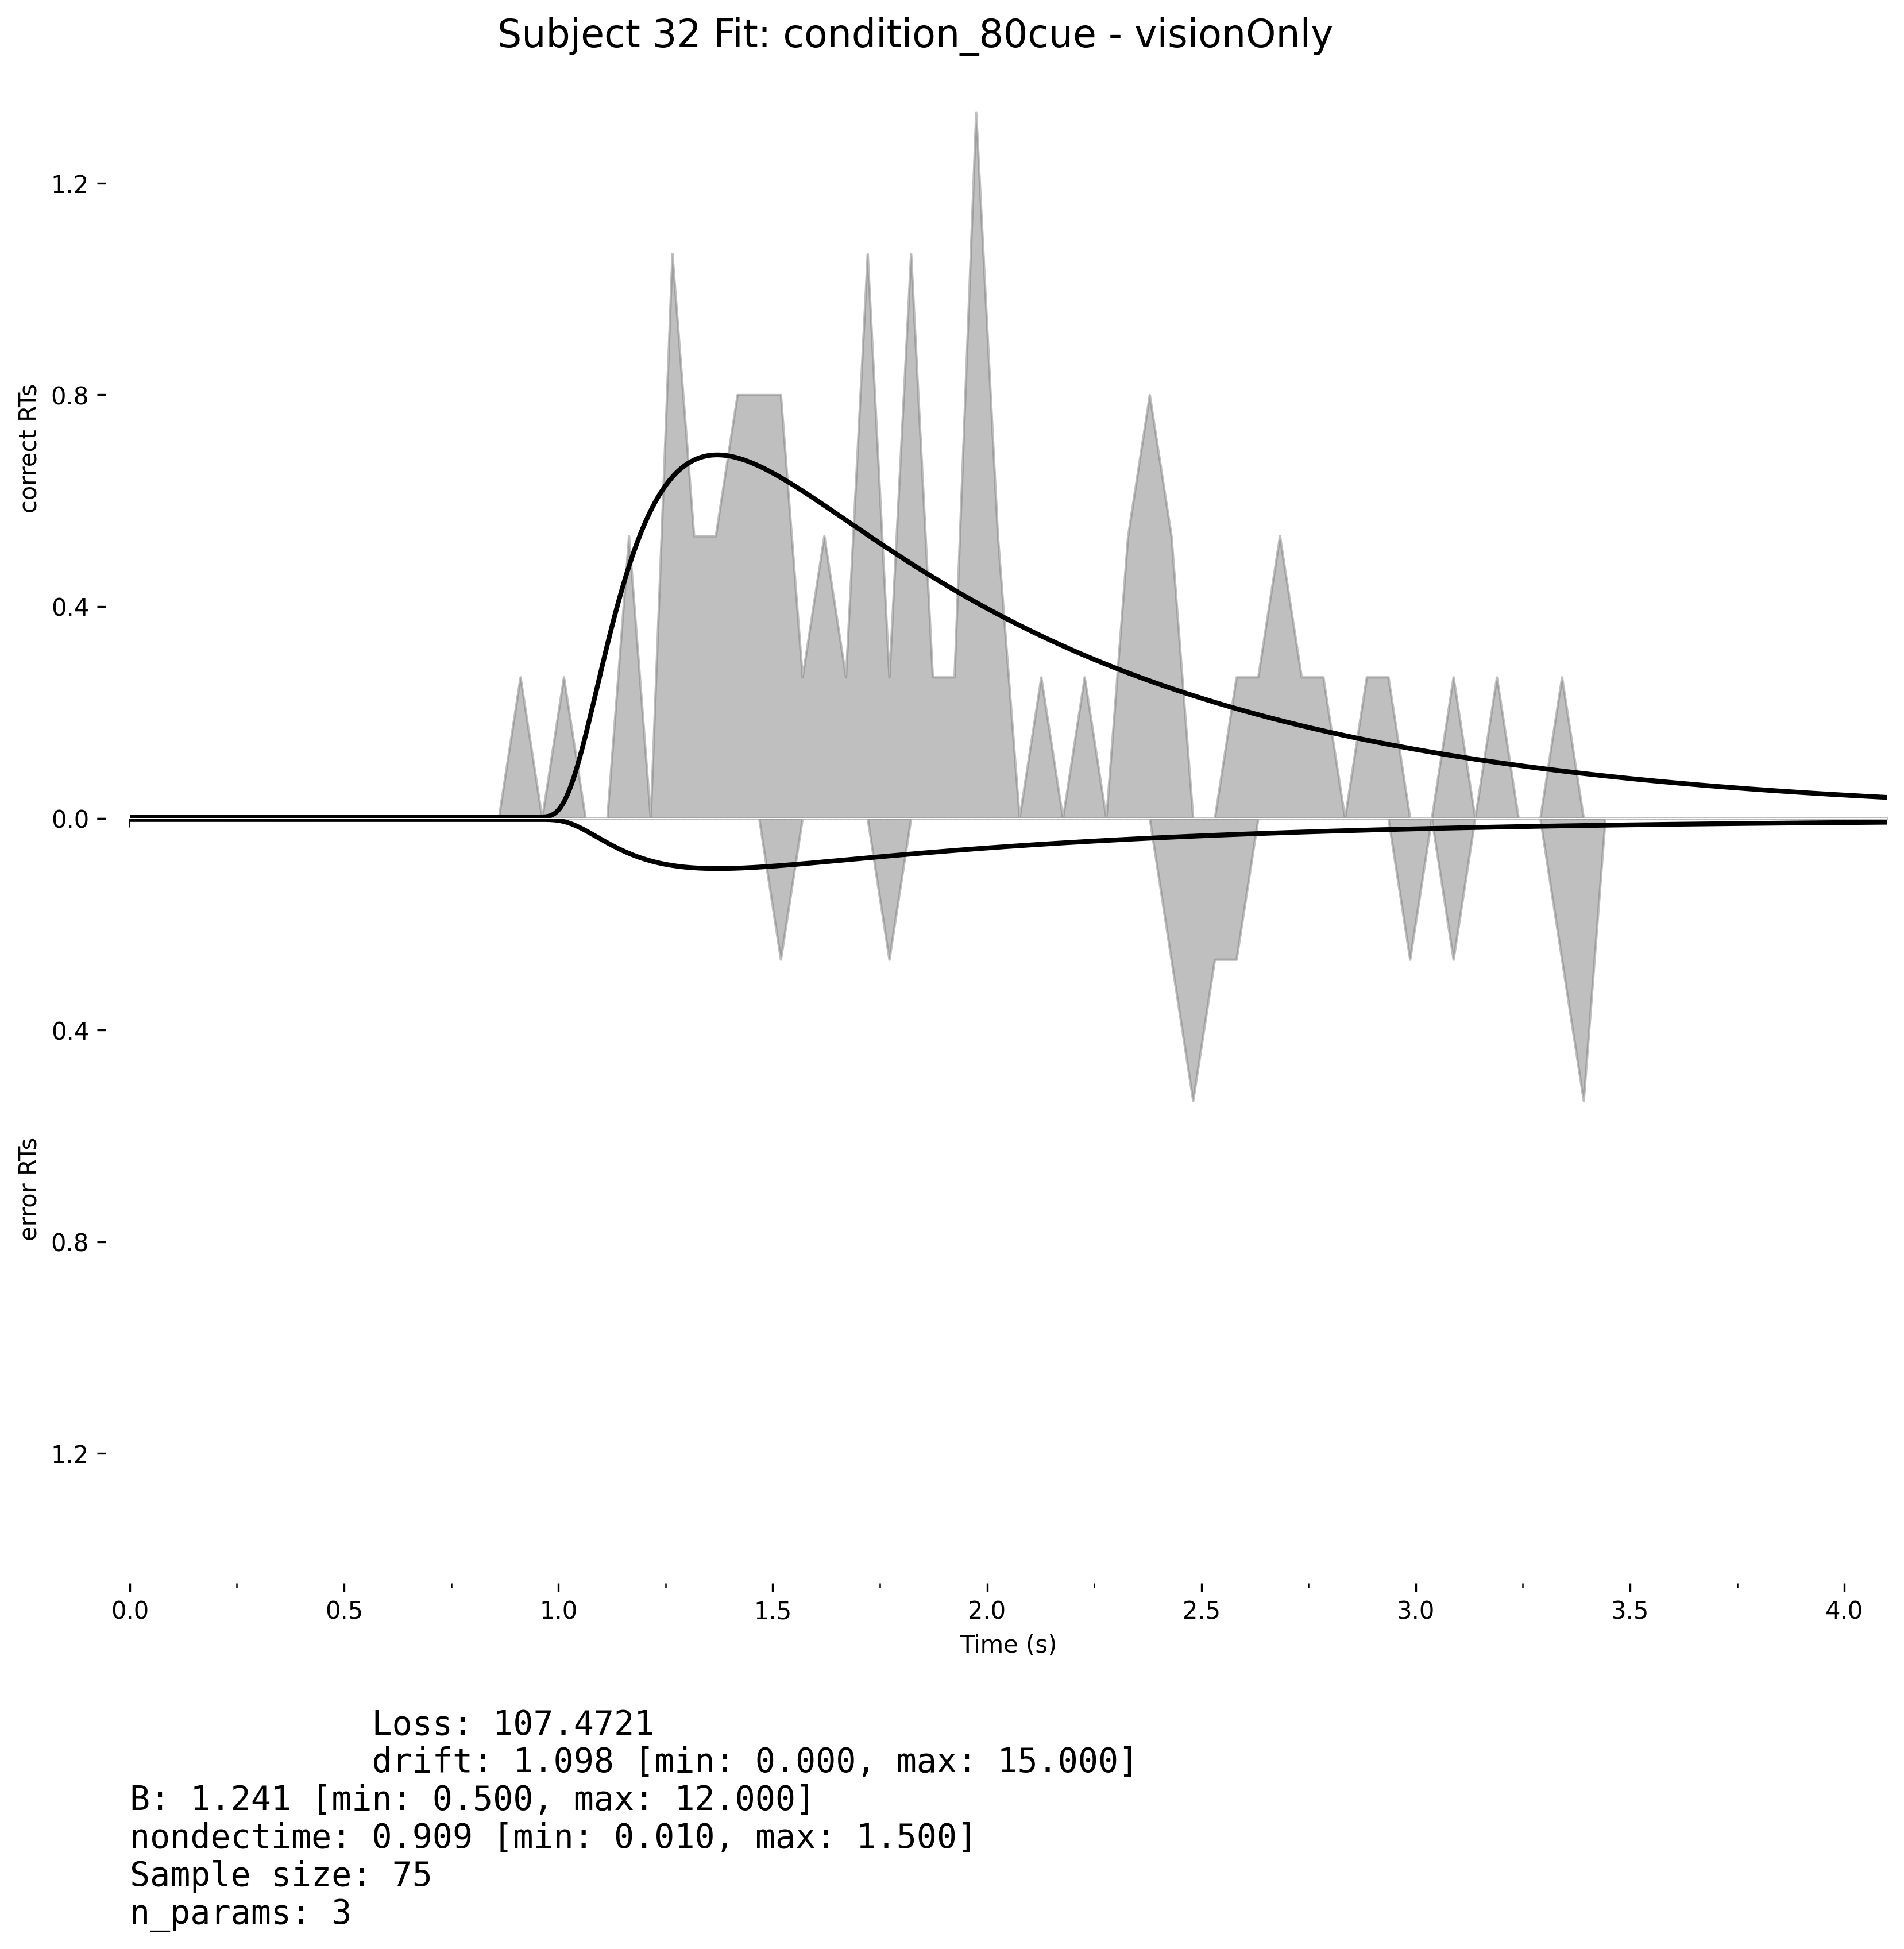 Subject 32 Fit: condition_80cue - visionOnly
1.2
0.8
correct RTs
0.4
0.0
0.4
error RTs
0.8
1.2
0.0 0.5 1.0 1.5 2.0 2.5 3.0 3.5 4.0
Time (s)
Loss: 107.4721
drift: 1.098 [min: 0.000, max: 15.000]
B: 1.241 [min: 0.500, max: 12.000]
nondectime: 0.909 [min: 0.010, max: 1.500]
Sample size: 75
n_params: 3